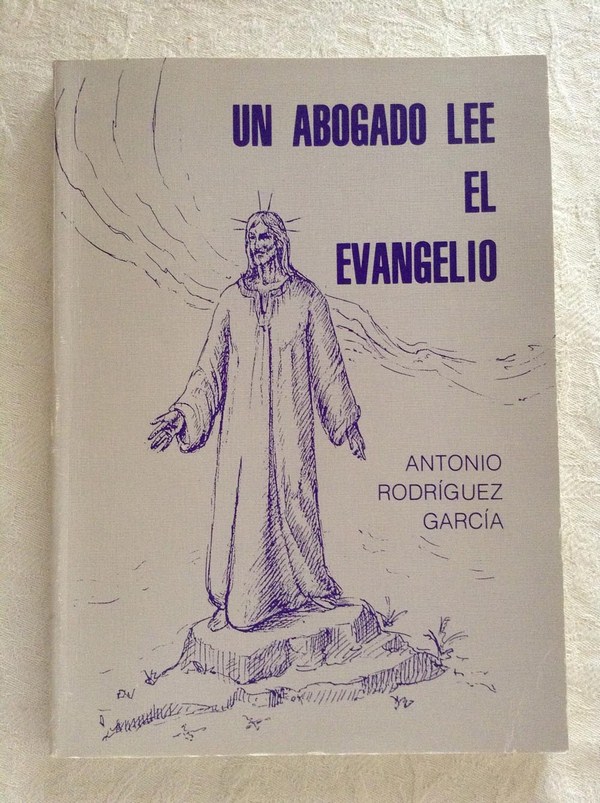 UN ABOGADO LEE
EL
EVANGELIO
ANTONIO
RODRÍGUEZ
GARCÍA